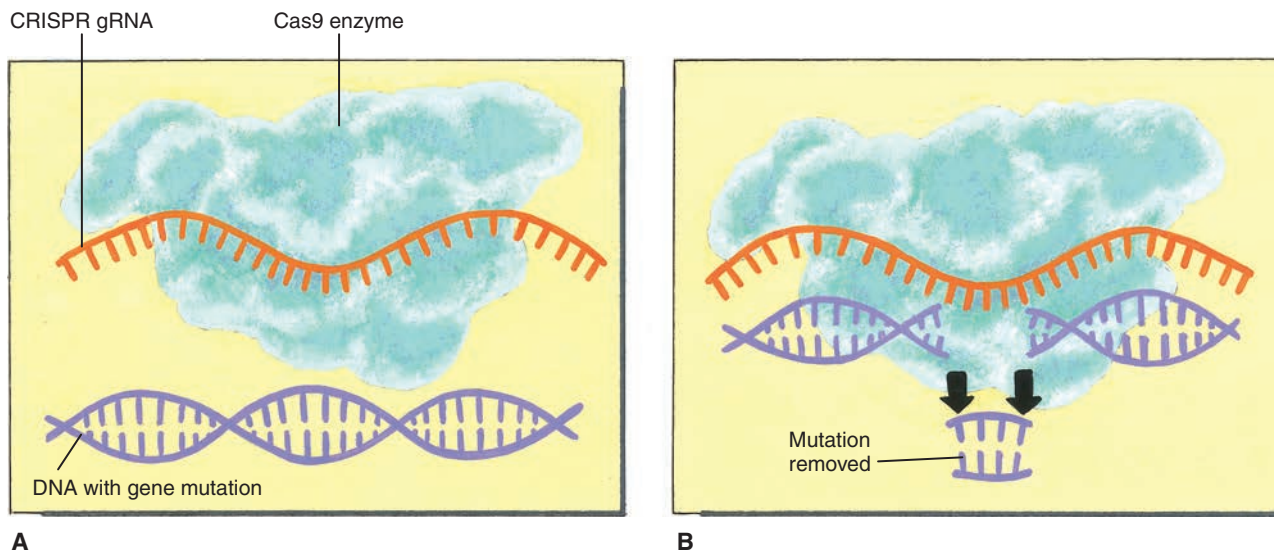 CRISPR gRNA
Cas9 enzyme
DNA with gene mutation
A
Mutation
removed
B